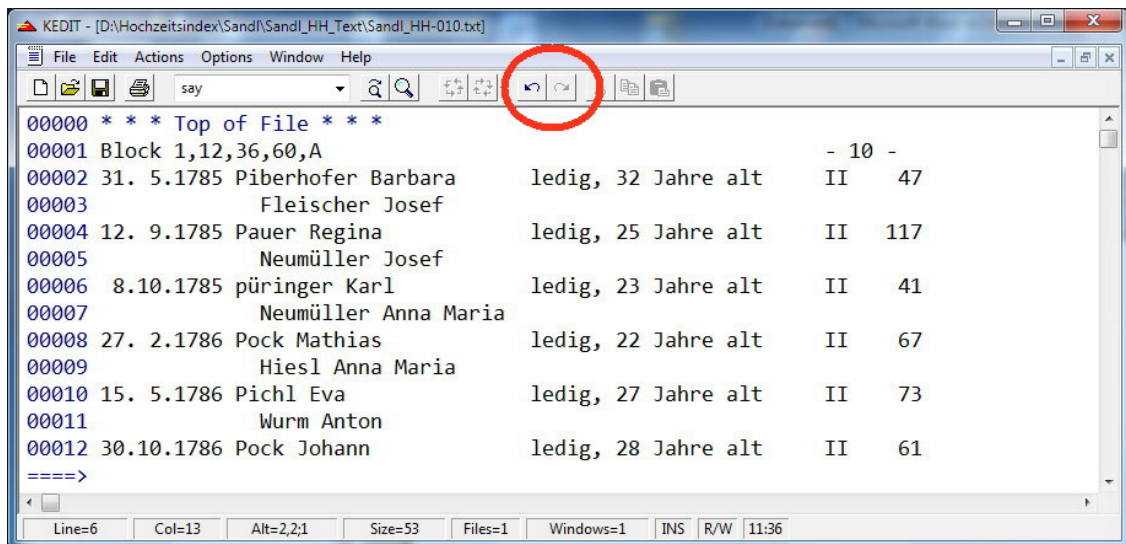 KEDIT - [D:\Hochzeitsindex\Sandl\Sandl_HH_Text\Sandl_HH-010.txt]
File Edit Actions Options Window Help
say
00000 * * * Top of File * * *
00001 Block 1,12,36,60,A - 10 -
00002 31. 5.1785 Piberhofer Barbara ledig, 32 Jahre alt II 47
00003 Fleischer Josef
00004 12. 9.1785 Pauer Regina ledig, 25 Jahre alt II 117
00005 Neumüller Josef
00006 8.10.1785 püringer Karl ledig, 23 Jahre alt II 41
00007 Neumüller Anna Maria
00008 27. 2.1786 Pock Mathias ledig, 22 Jahre alt II 67
00009 Hiesl Anna Maria
00010 15. 5.1786 Pichl Eva ledig, 27 Jahre alt II 73
00011 Wurm Anton
00012 30.10.1786 Pock Johann ledig, 28 Jahre alt II 61
====>
Line=6 Col=13 Alt=2,2;1 Size=53 Files=1 Windows=1 INS R/W 11:36